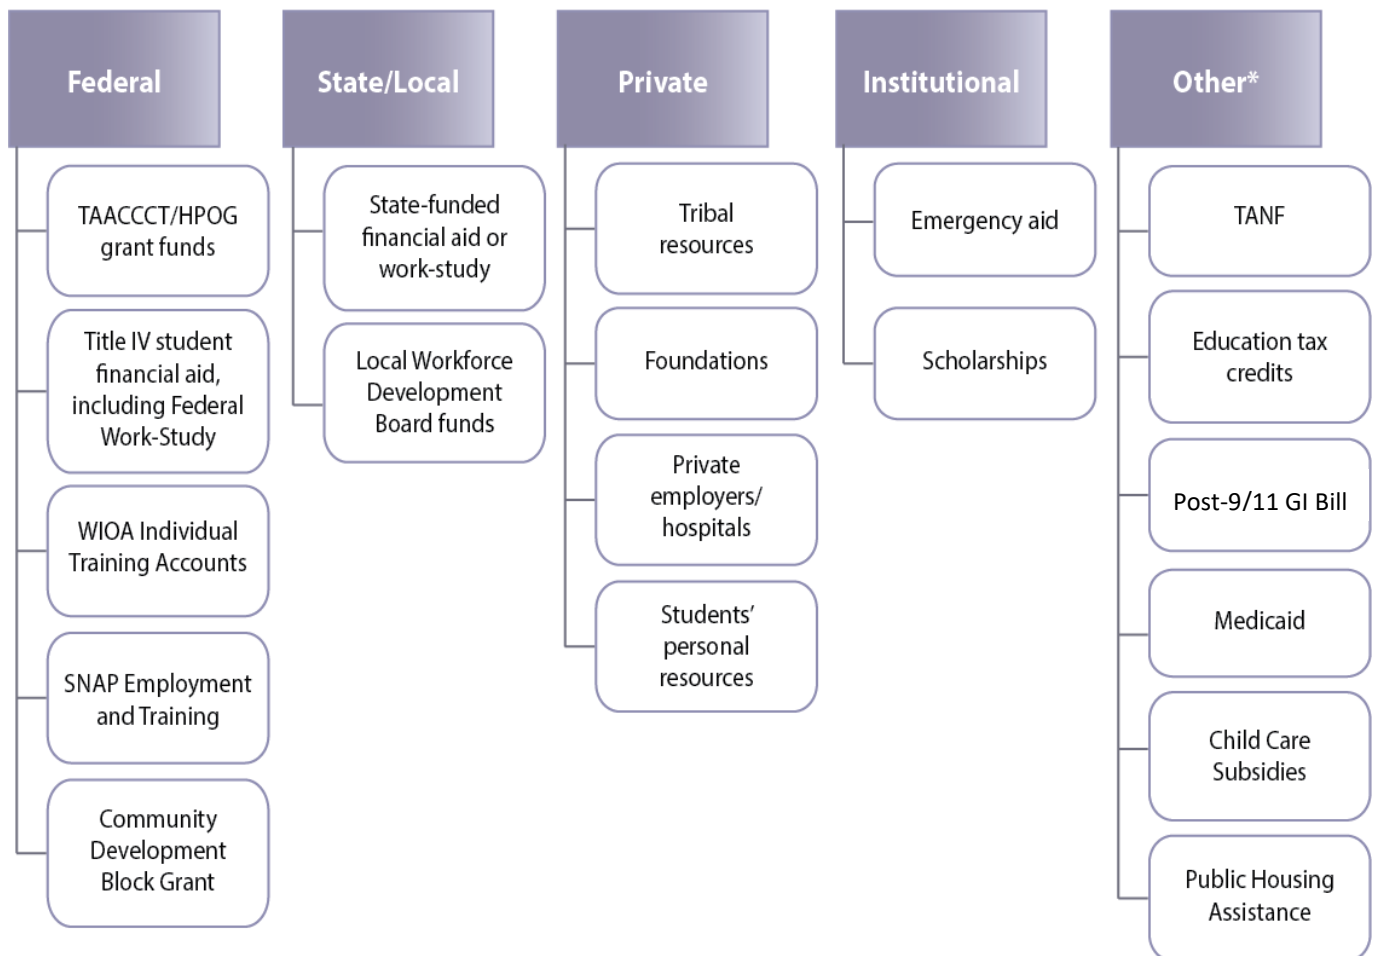 Federal
TAACCCT/HPOG
grant funds
Title IV student
financial aid,
including Federal
Work-Study
WIOA Individual
Training Accounts
SNAP Employment
and Training
Community
Development
Block Grant
State/Local
State-funded
financial aid or
work-study
Local Workforce
Development
Board funds
Private
Tribal
resources
Foundations
Private
employers/
hospitals
Students’
personal
resources
Institutional
Emergency aid
Scholarships
Other*
TANF
Education tax
credits
Post-9/11 GI Bill
Medicaid
Child Care
Subsidies
Public Housing
Assistance